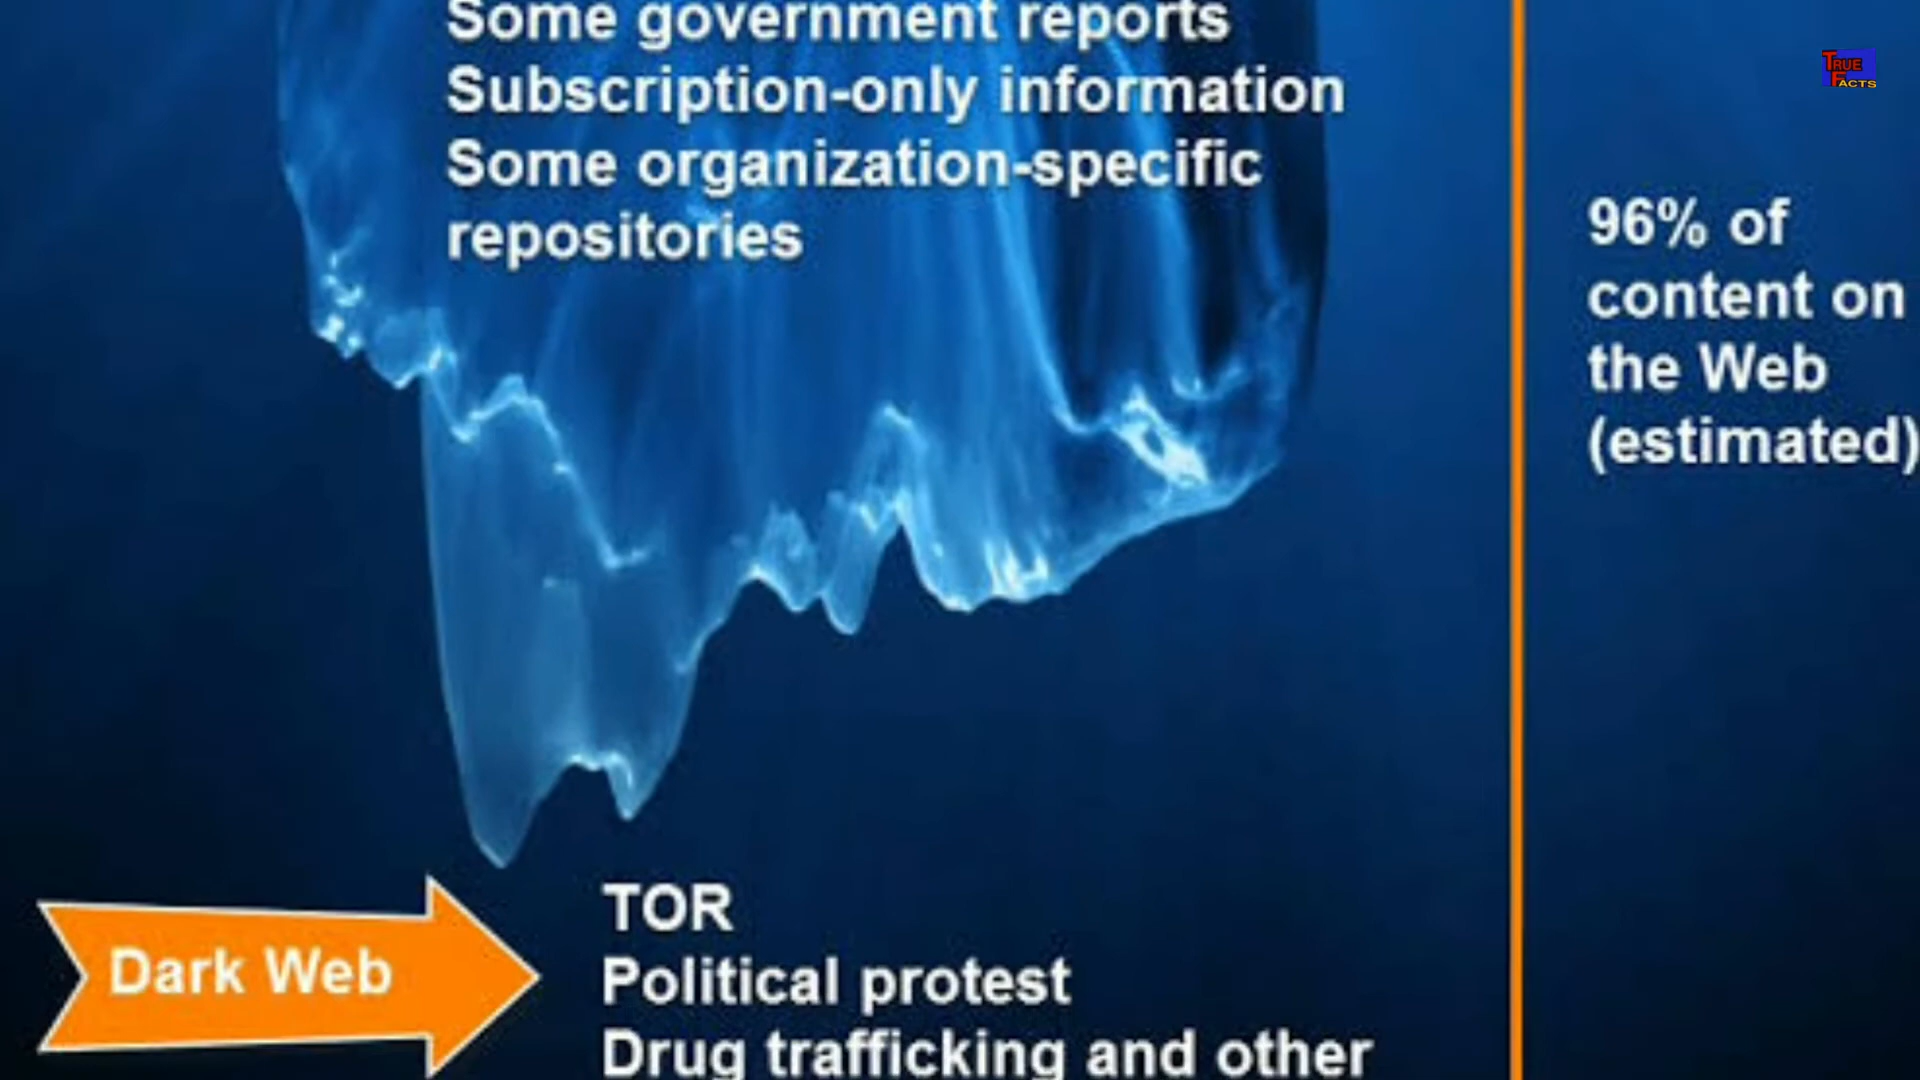 Some government reports
Subscription-only information
Some organization-specific
repositories
TRUE
FACTS
96% of
content on
the Web
(estimated)
Dark Web
TOR
Political protest
Drug trafficking and other